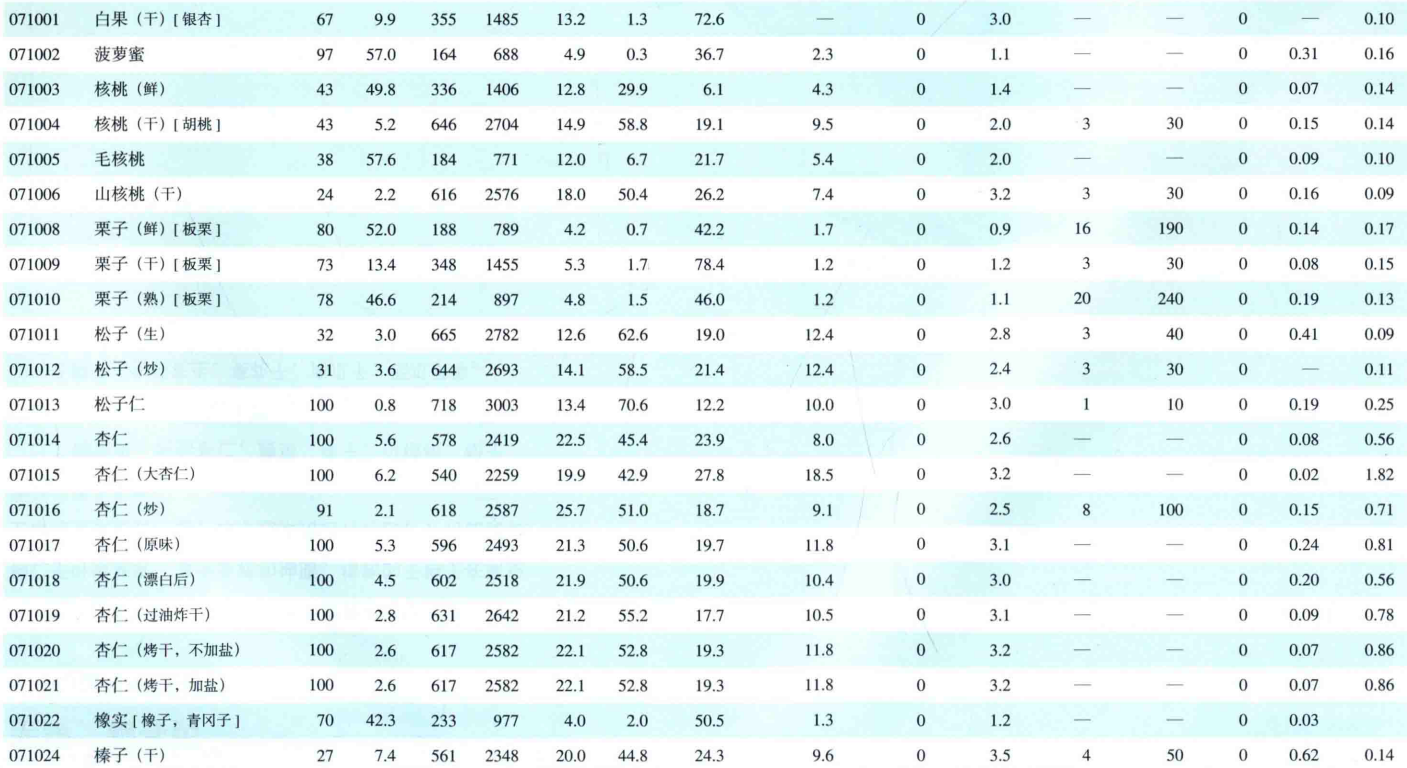 071001 白果（干）[银杏] 67 9.9 355 1485 13.2 1.3 72.6 — 0 3.0 — — 0 — 0.10
071002 菠萝蜜 97 57.0 164 688 4.9 0.3 36.7 2.3 0 1.1 — — 0 0.31 0.16
071003 核桃（鲜） 43 49.8 336 1406 12.8 29.9 6.1 4.3 0 1.4 — — 0 0.07 0.14
071004 核桃（干）[胡桃] 43 5.2 646 2704 14.9 58.8 19.1 9.5 0 2.0 3 30 0 0.15 0.14
071005 毛核桃 38 57.6 184 771 12.0 6.7 21.7 5.4 0 2.0 — — 0 0.09 0.10
071006 山核桃（干） 24 2.2 616 2576 18.0 50.4 26.2 7.4 0 3.2 3 30 0 0.16 0.09
071008 栗子（鲜）[板栗] 80 52.0 188 789 4.2 0.7 42.2 1.7 0 0.9 16 190 0 0.14 0.17
071009 栗子（干）[板栗] 73 13.4 348 1455 5.3 1.7 78.4 1.2 0 1.2 3 30 0 0.08 0.15
071010 栗子（熟）[板栗] 78 46.6 214 897 4.8 1.5 46.0 1.2 0 1.1 20 240 0 0.19 0.13
071011 松子（生） 32 3.0 665 2782 12.6 62.6 19.0 12.4 0 2.8 3 40 0 0.41 0.09
071012 松子（炒） 31 3.6 644 2693 14.1 58.5 21.4 12.4 0 2.4 3 30 0 — 0.11
071013 松子仁 100 0.8 718 3003 13.4 70.6 12.2 10.0 0 3.0 1 10 0 0.19 0.25
071014 杏仁 100 5.6 578 2419 22.5 45.4 23.9 8.0 0 2.6 — — 0 0.08 0.56
071015 杏仁（大杏仁） 100 6.2 540 2259 19.9 42.9 27.8 18.5 0 3.2 — — 0 0.02 1.82
071016 杏仁（炒） 91 2.1 618 2587 25.7 51.0 18.7 9.1 0 2.5 8 100 0 0.15 0.71
071017 杏仁（原味） 100 5.3 596 2493 21.3 50.6 19.7 11.8 0 3.1 — — 0 0.24 0.81
071018 杏仁（漂白后） 100 4.5 602 2518 21.9 50.6 19.9 10.4 0 3.0 — — 0 0.20 0.56
071019 杏仁（过油炸干） 100 2.8 631 2642 21.2 55.2 17.7 10.5 0 3.1 — — 0 0.09 0.78
071020 杏仁（烤干，不加盐） 100 2.6 617 2582 22.1 52.8 19.3 11.8 0 3.2 — — 0 0.07 0.86
071021 杏仁（烤干，加盐） 100 2.6 617 2582 22.1 52.8 19.3 11.8 0 3.2 — — 0 0.07 0.86
071022 橡实[橡子，青冈子] 70 42.3 233 977 4.0 2.0 50.5 1.3 0 1.2 — — 0 0.03
071024 榛子（干） 27 7.4 561 2348 20.0 44.8 24.3 9.6 0 3.5 4 50 0 0.62 0.14